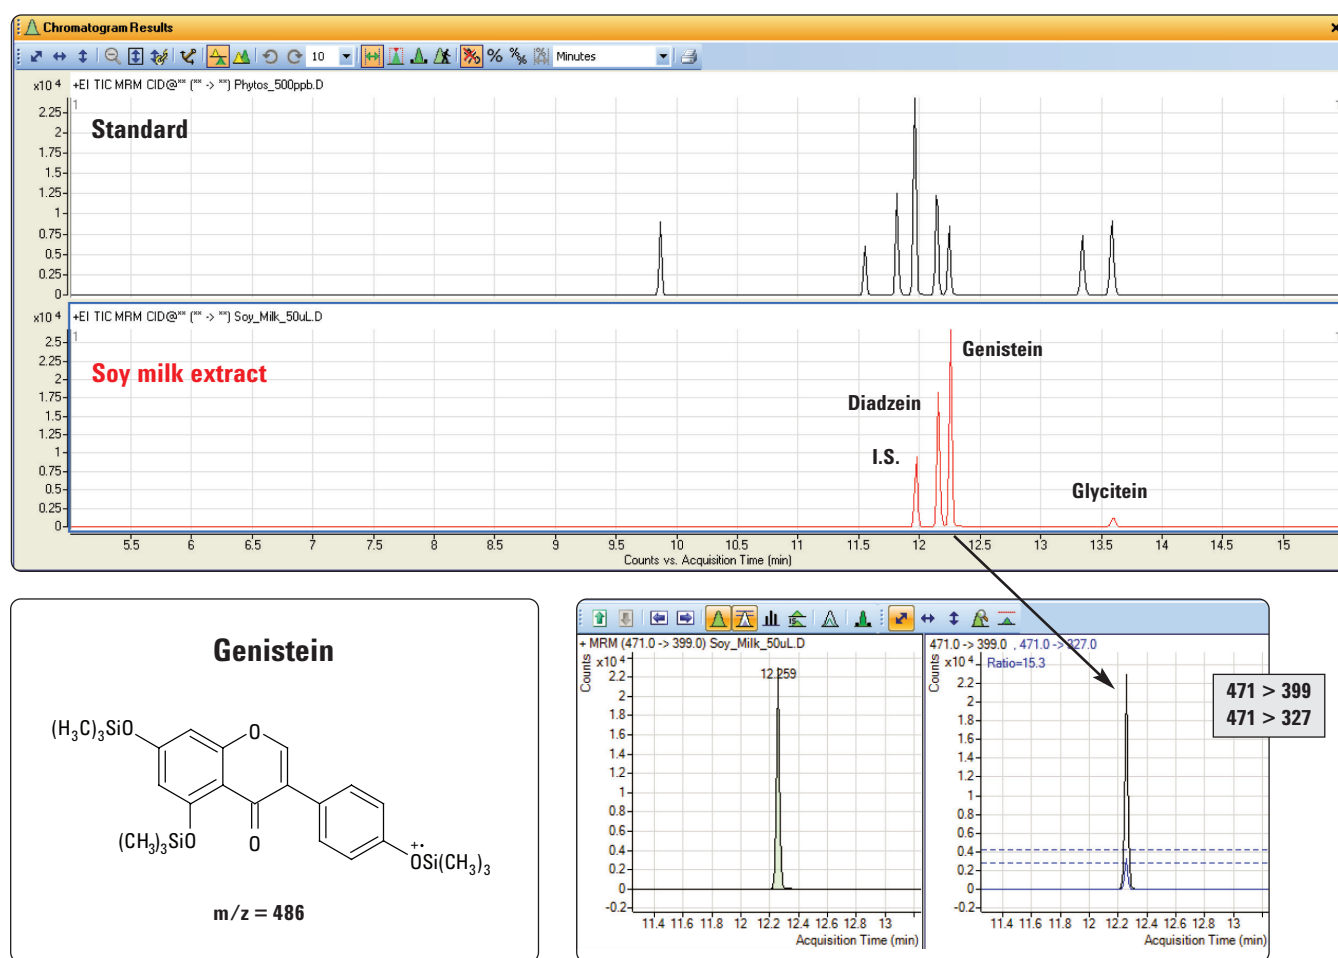 Chromatogram Results
10
Minutes
x10 4 +EI TIC MRM CID@** (** -> **) Phytos_500ppb.D
1
Standard
2.25
2
1.75
1.5
1.25
1
0.75
0.5
0.25
0
x10 4 +EI TIC MRM CID@** (** -> **) Soy_Milk_50uL.D
1
Soy milk extract
2.5
2.25
2
1.75
1.5
1.25
1
0.75
0.5
0.25
0
Genistein
Diadzein
I.S.
Glycitein
5.5 6 6.5 7 7.5 8 8.5 9 9.5 10 10.5 11 11.5 12 12.5 13 13.5 14 14.5 15
Counts vs. Acquisition Time (min)
Genistein
(H3C)3SiO
O
(CH3)3SiO
O
+·
OSi(CH3)3
m/z = 486
+ MRM (471.0 -> 399.0) Soy_Milk_50uL.D
Counts
x10 4
12.259
2.2
2
1.8
1.6
1.4
1.2
1
0.8
0.6
0.4
0.2
0
-0.2
11.4 11.6 11.8 12 12.2 12.4 12.6 12.8 13
Acquisition Time (min)
471.0 -> 399.0 , 471.0 -> 327.0
Counts
x10 4
Ratio=15.3
2.2
2
1.8
1.6
1.4
1.2
1
0.8
0.6
0.4
0.2
0
-0.2
11.4 11.6 11.8 12 12.2 12.4 12.6 12.8 13
Acquisition Time (min)
471 > 399
471 > 327